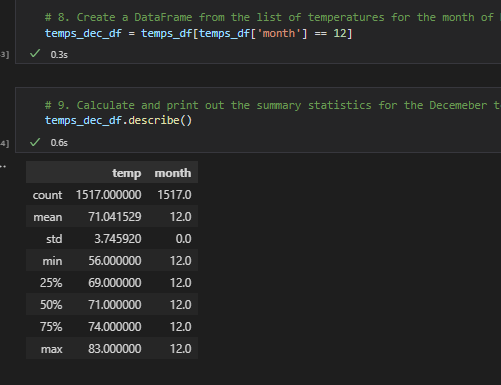 # 8. Create a DataFrame from the list of temperatures for the month of
temps_dec_df = temps_df[temps_df['month'] == 12]
3]
0.3s
# 9. Calculate and print out the summary statistics for the Decemeber t
temps_dec_df.describe()
4]
0.6s
..
temp month
count 1517.000000 1517.0
mean 71.041529 12.0
std 3.745920 0.0
min 56.000000 12.0
25% 69.000000 12.0
50% 71.000000 12.0
75% 74.000000 12.0
max 83.000000 12.0